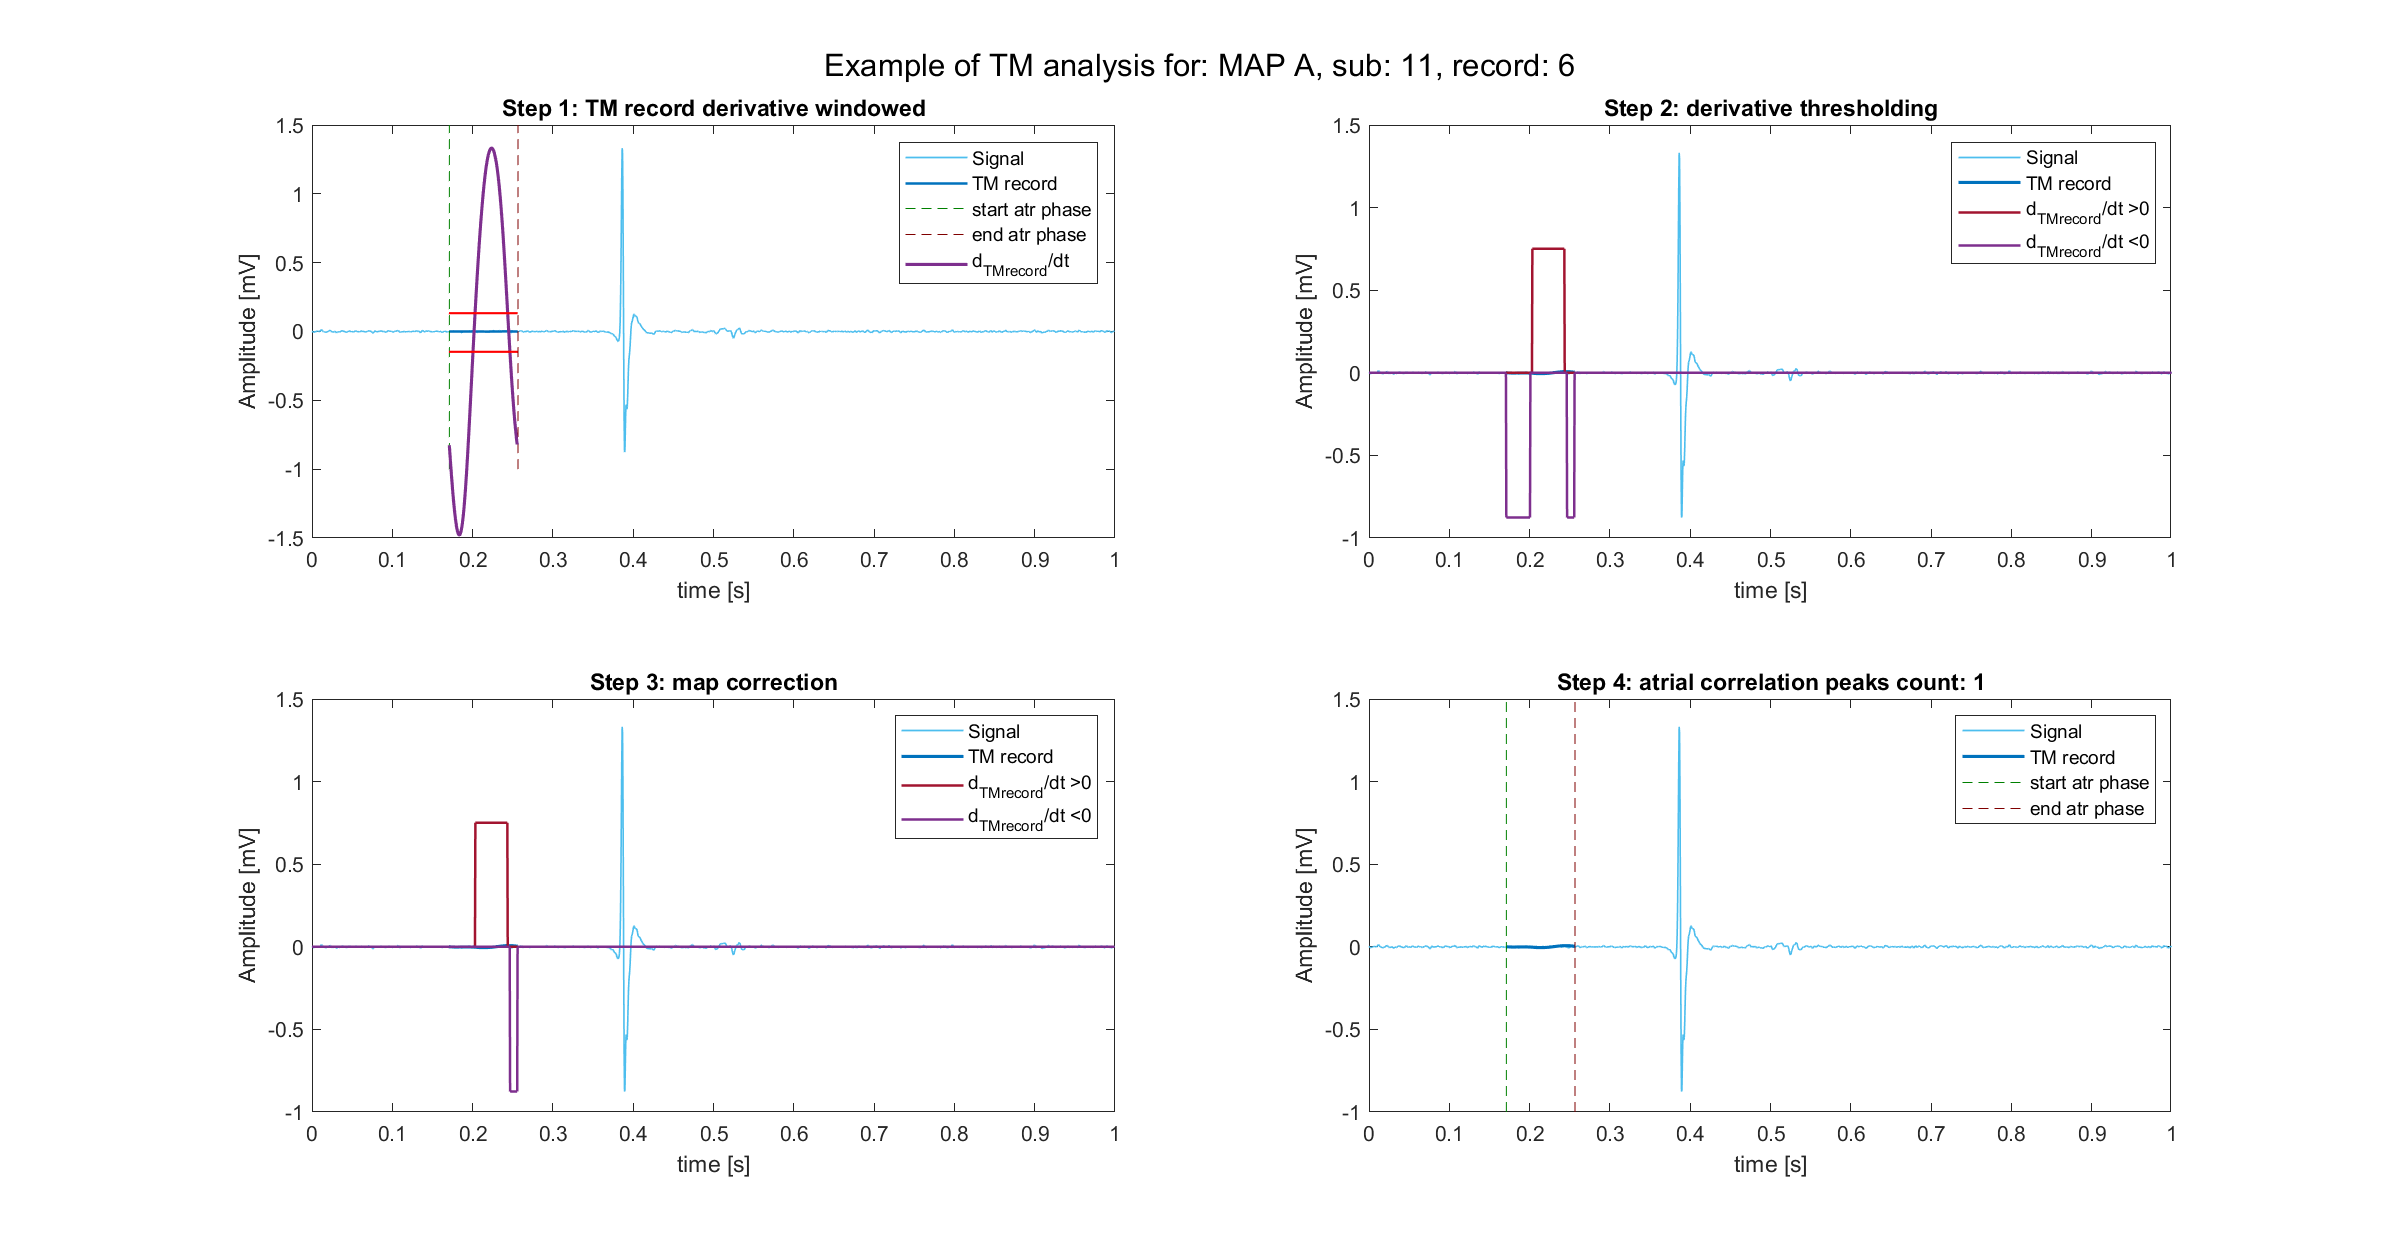 Example of TM analysis for: MAP A, sub: 11, record: 6
Step 1: TM record derivative windowed
1.5
1
0.5
0
-0.5
-1
-1.5
Amplitude [mV]
0 0.1 0.2 0.3 0.4 0.5 0.6 0.7 0.8 0.9 1
time [s]
Signal
TM record
start atr phase
end atr phase
dTMrecord/dt
Step 2: derivative thresholding
1.5
1
0.5
0
-0.5
-1
Amplitude [mV]
0 0.1 0.2 0.3 0.4 0.5 0.6 0.7 0.8 0.9 1
time [s]
Signal
TM record
dTMrecord/dt >0
dTMrecord/dt <0
Step 3: map correction
1.5
1
0.5
0
-0.5
-1
Amplitude [mV]
0 0.1 0.2 0.3 0.4 0.5 0.6 0.7 0.8 0.9 1
time [s]
Signal
TM record
dTMrecord/dt >0
dTMrecord/dt <0
Step 4: atrial correlation peaks count: 1
1.5
1
0.5
0
-0.5
-1
Amplitude [mV]
0 0.1 0.2 0.3 0.4 0.5 0.6 0.7 0.8 0.9 1
time [s]
Signal
TM record
start atr phase
end atr phase